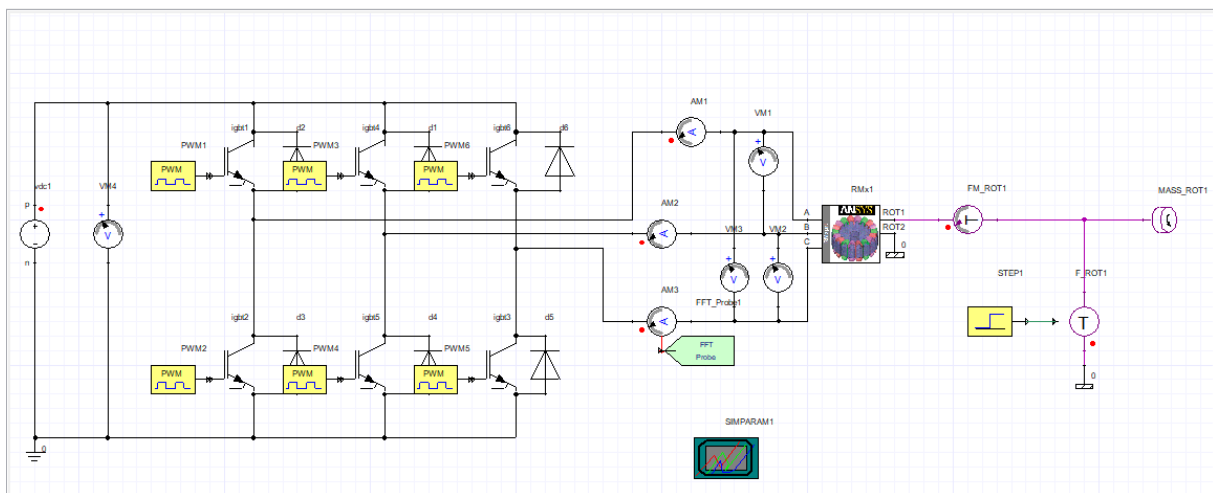 AM1
VM1
igbt1 d2 igbt4 d1 igbt6 d6
PWM1 PWM3 PWM6
PWM PWM PWM
vdc1 VM4 RMx1 FM_ROT1 MASS_ROT1
p + V AM2 ANSYS
A ROT1
+ A VM3 VM2 B ROT2
- C 0
n + V + V STEP1 F_ROT1
AM3 FFT_Probe1
igbt2 d3 igbt5 d4 igbt3 d5 A T
PWM2 PWM4 PWM5 FFT
Probe
PWM PWM PWM 0
SIMPARAM1
0